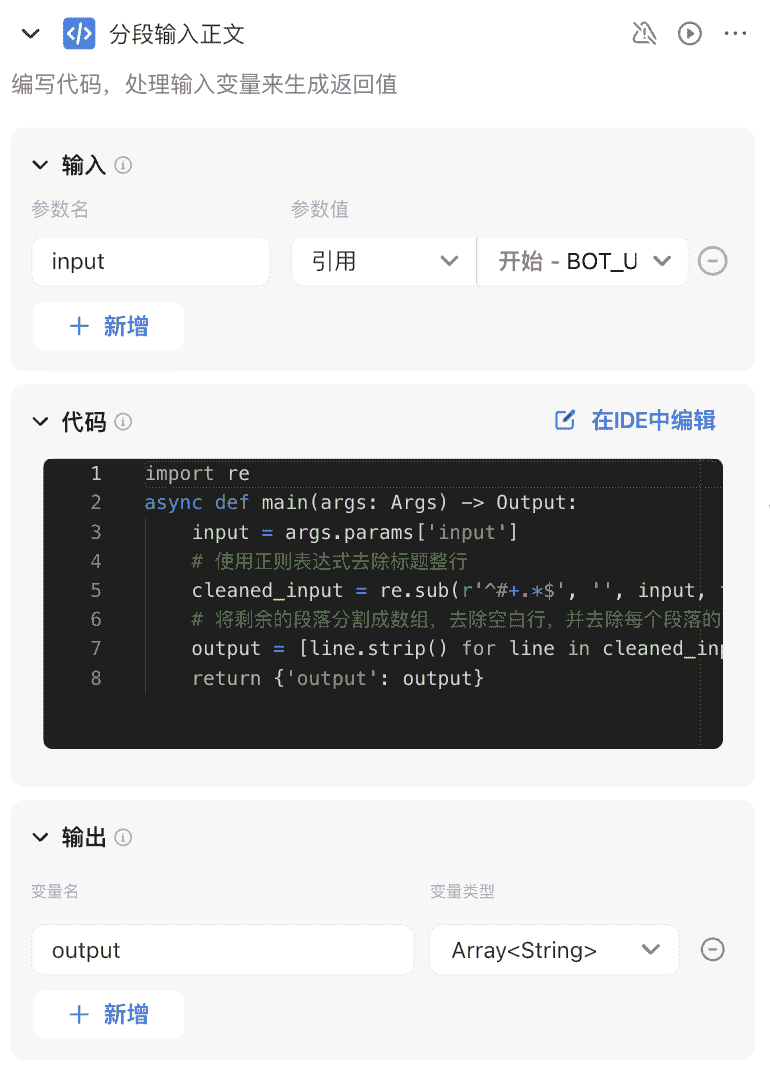 分段输入正文
编写代码，处理输入变量来生成返回值
输入
参数名 参数值
input 引用 开始 - BOT_U
+ 新增
代码 在IDE中编辑
1 import re
2 async def main(args: Args) -> Output:
3 input = args.params['input']
4 # 使用正则表达式去除标题整行
5 cleaned_input = re.sub(r'^#+.*$', '', input,
6 # 将剩余的段落分割成数组，去除空白行，并去除每个段落的
7 output = [line.strip() for line in cleaned_inp
8 return {'output': output}
输出
变量名 变量类型
output Array<String>
+ 新增